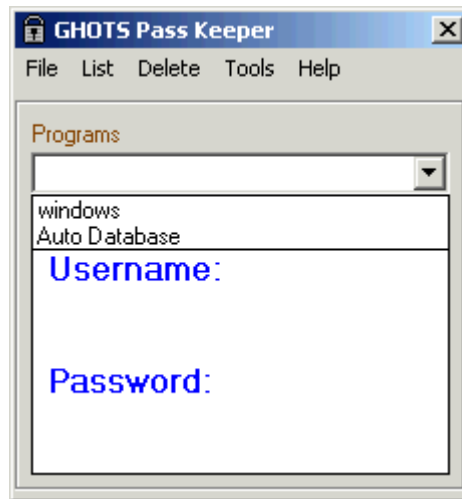 GHOTS Pass Keeper
File List Delete Tools Help
Programs
windows
Auto Database
Username:
Password: